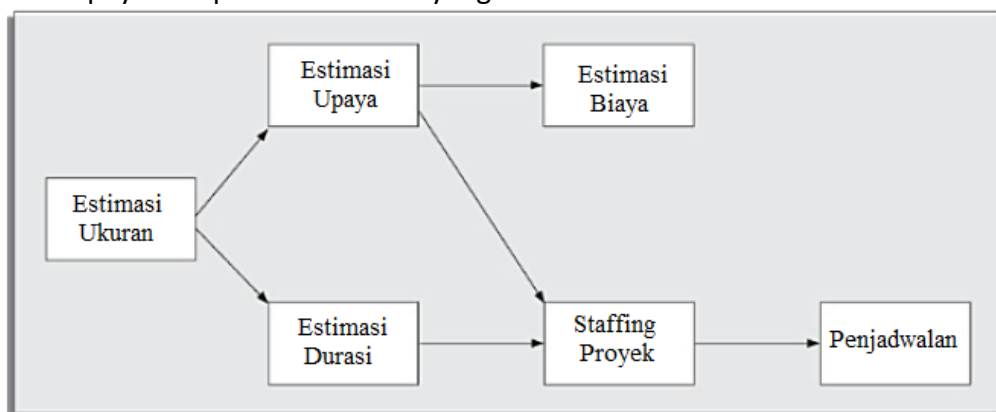 Estimasi
Upaya
Estimasi
Biaya
Estimasi
Ukuran
Estimasi
Durasi
Staffing
Proyek
Penjadwalan